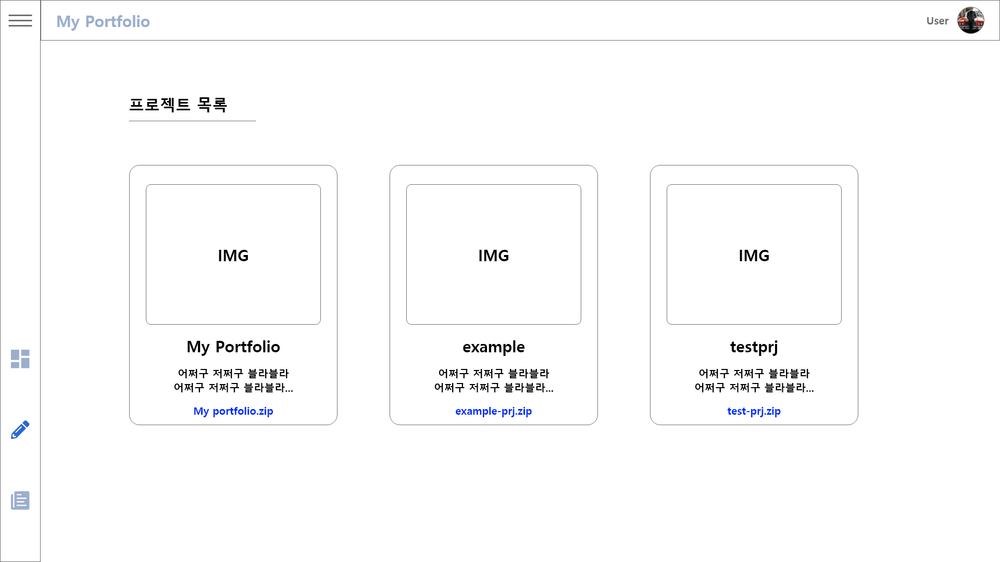 My Portfolio
User
프로젝트 목록
IMG
My Portfolio
어쩌구 저쩌구 블라블라
어쩌구 저쩌구 블라블라...
My portfolio.zip
IMG
example
어쩌구 저쩌구 블라블라
어쩌구 저쩌구 블라블라...
example-prj.zip
IMG
testprj
어쩌구 저쩌구 블라블라
어쩌구 저쩌구 블라블라...
test-prj.zip